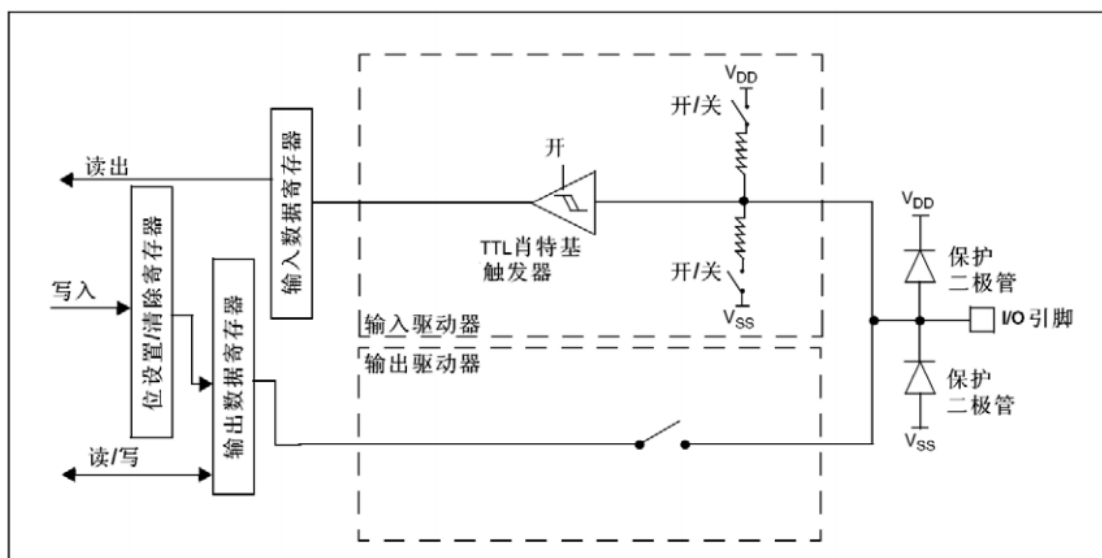 VDD
开/关
开
TTL肖特基
触发器
开/关
VSS
输入驱动器
输出驱动器
读出
写入
读/写
输入数据寄存器
位设置/清除寄存器
输出数据寄存器
VDD
保护
二极管
I/O 引脚
保护
二极管
VSS